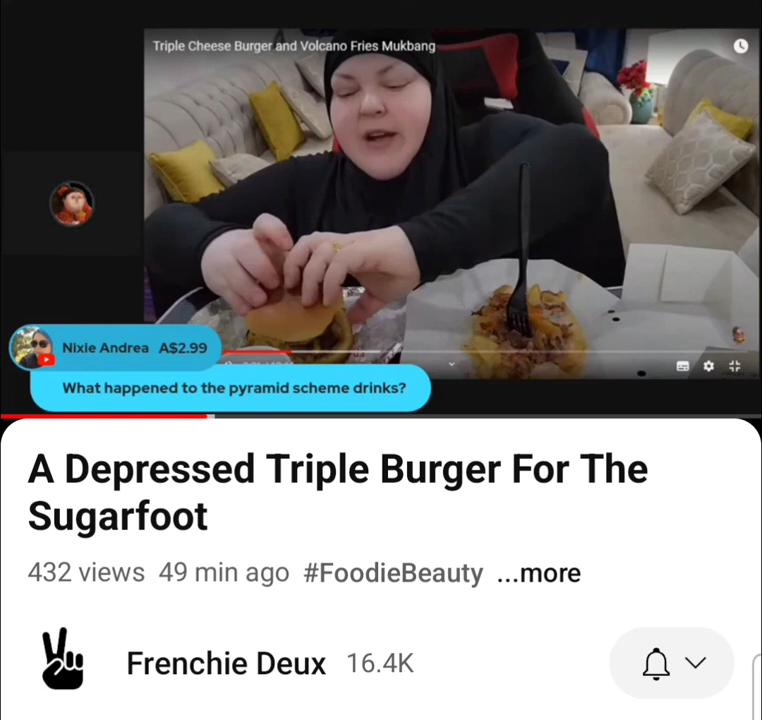 Triple Cheese Burger and Volcano Fries Mukbang
Nixie Andrea A$2.99
What happened to the pyramid scheme drinks?
A Depressed Triple Burger For The
Sugarfoot
432 views 49 min ago #FoodieBeauty ...more
Frenchie Deux 16.4K